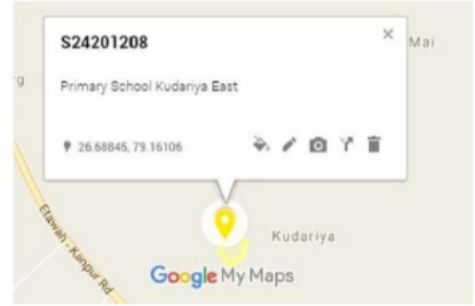 S24201208
Mai
Primary School Kudariya East
26.68845, 79.16106
Etawah - Kanpur Rd
Kudariya
Google My Maps